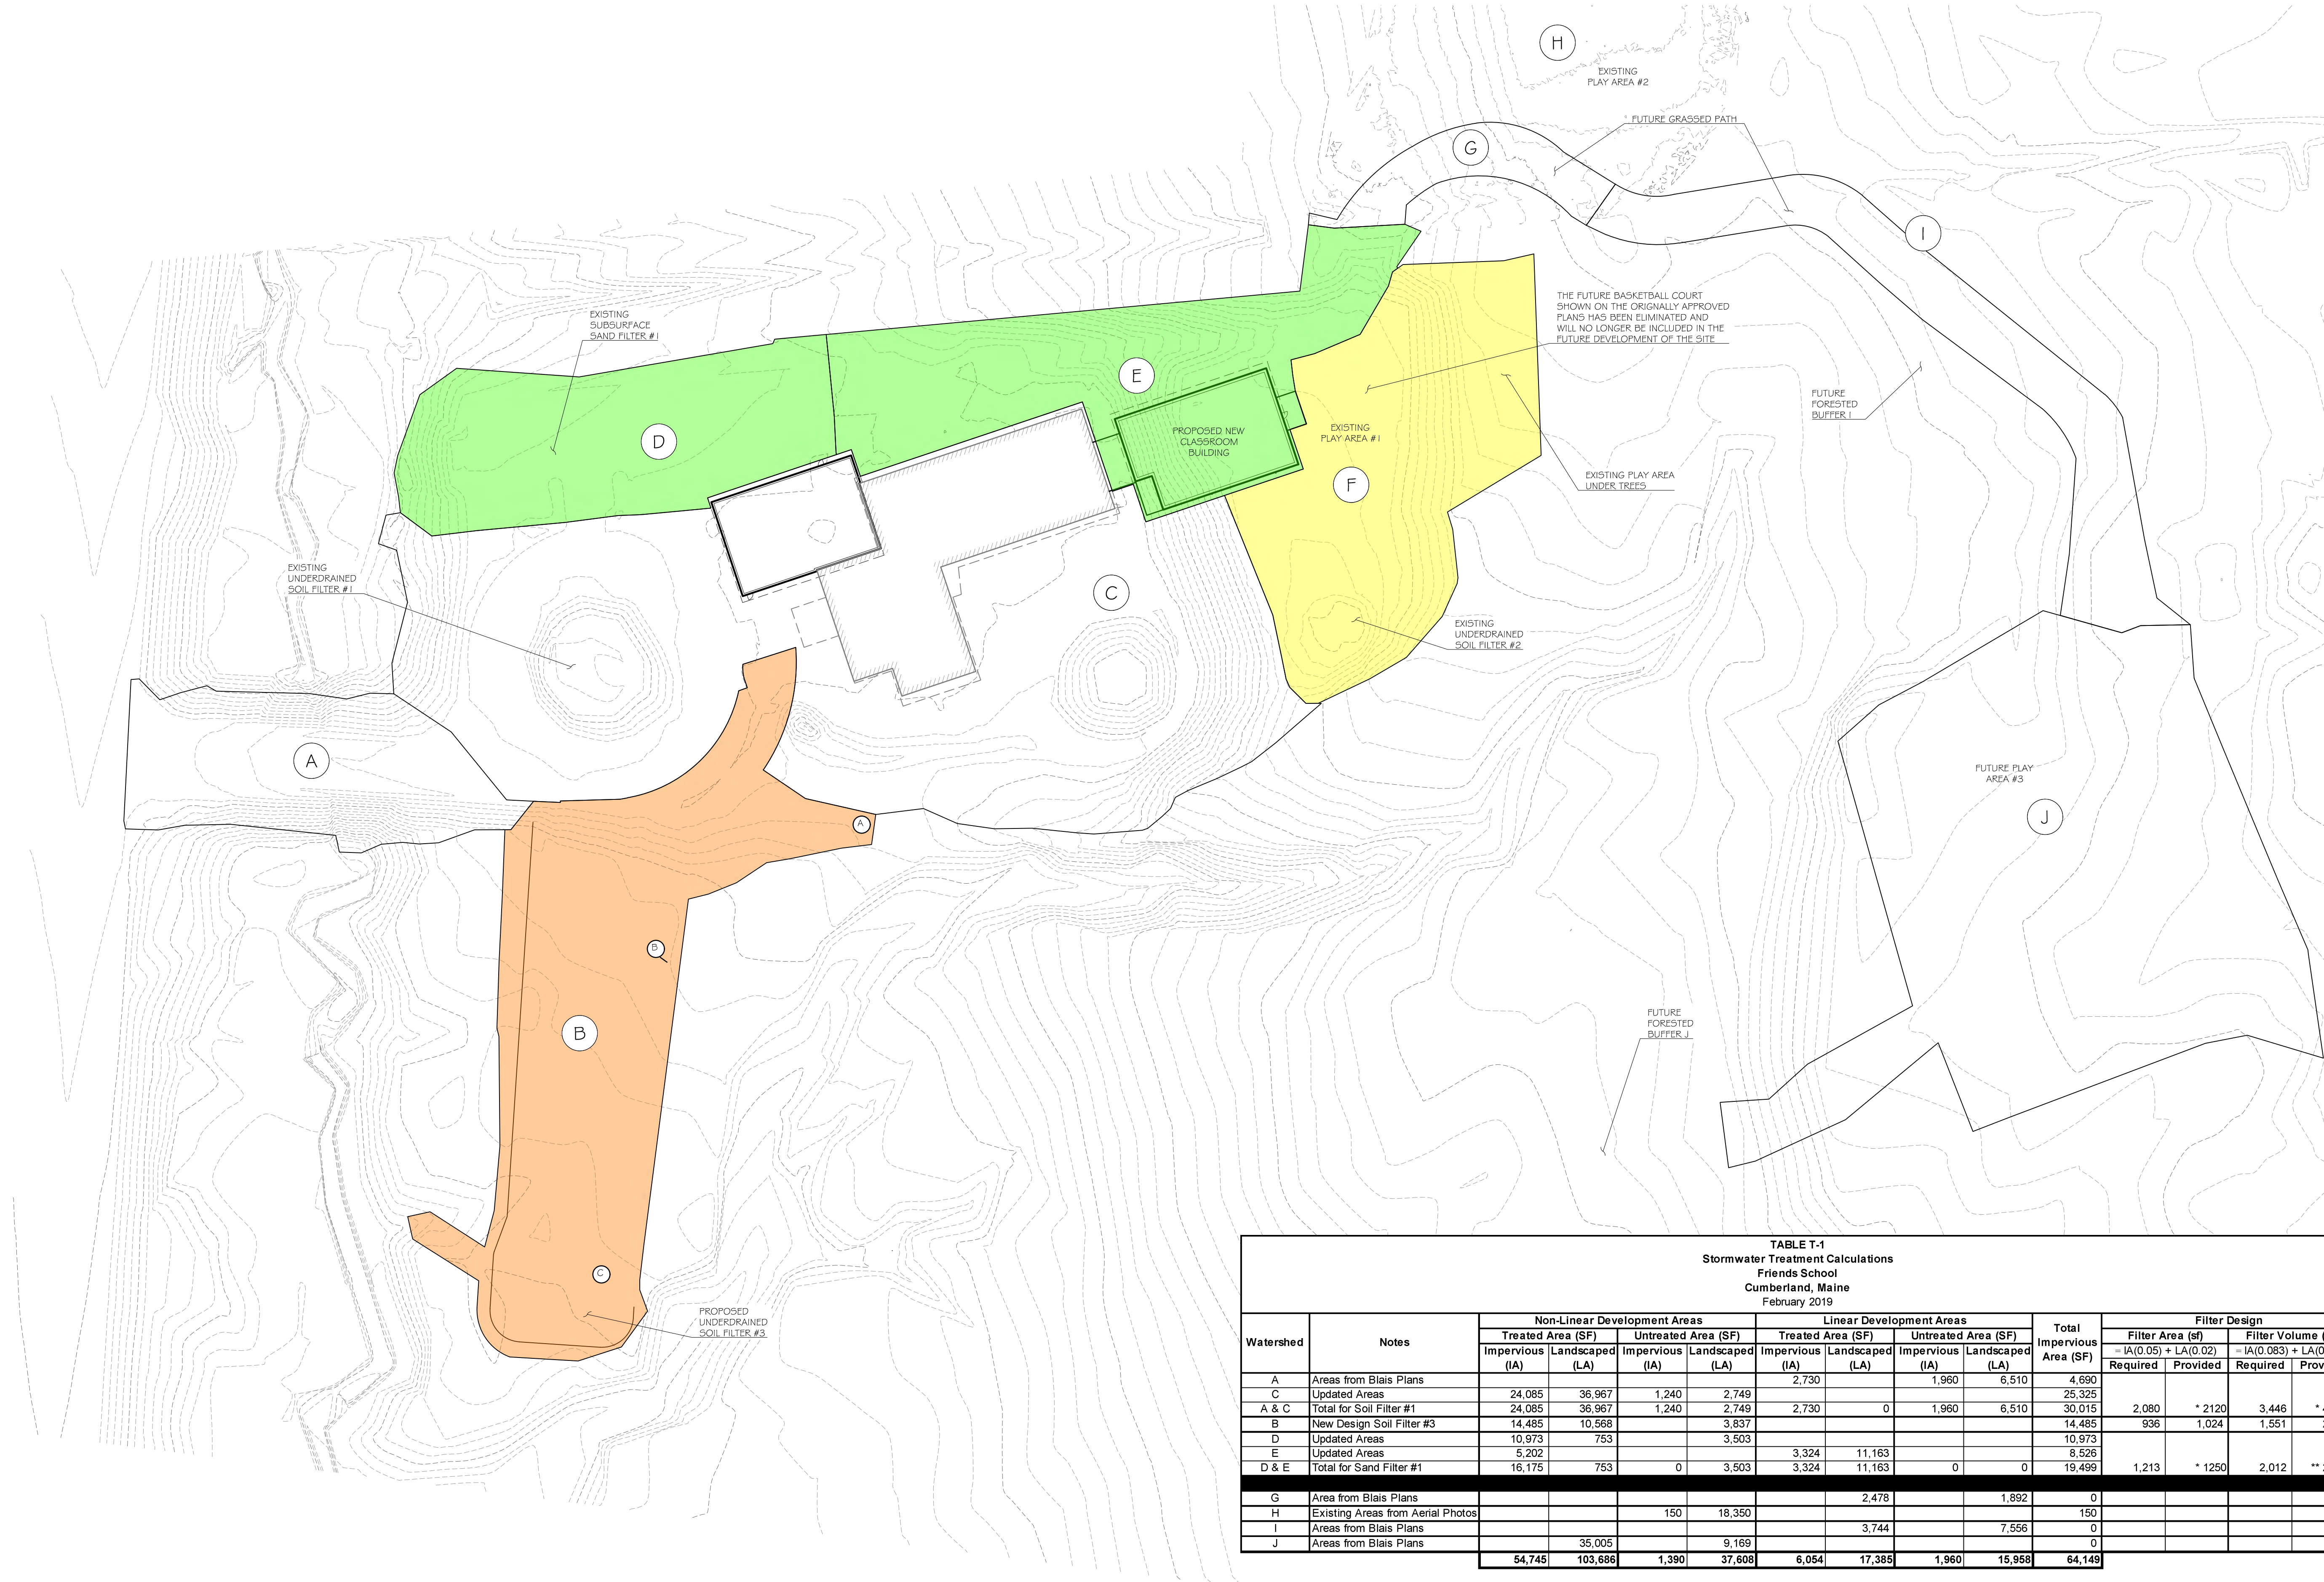 H
EXISTING
PLAY AREA #2
FUTURE GRASSED PATH
G
I
THE FUTURE BASKETBALL COURT
SHOWN ON THE ORIGNALLY APPROVED
PLANS HAS BEEN ELIMINATED AND
WILL NO LONGER BE INCLUDED IN THE
FUTURE DEVELOPMENT OF THE SITE
EXISTING
SUBSURFACE
SAND FILTER #1
E
FUTURE
FORESTED
BUFFER I
D
PROPOSED NEW
CLASSROOM
BUILDING
EXISTING
PLAY AREA #1
F
EXISTING PLAY AREA
UNDER TREES
EXISTING
UNDERDRAINED
SOIL FILTER #1
C
EXISTING
UNDERDRAINED
SOIL FILTER #2
A
FUTURE PLAY
AREA #3
J
A
B
B
FUTURE
FORESTED
BUFFER J
C
PROPOSED
UNDERDRAINED
SOIL FILTER #3
TABLE T-1
Stormwater Treatment Calculations
Friends School
Cumberland, Maine
February 2019
Non-Linear Development Areas Linear Development Areas Filter Design
Watershed Notes Treated Area (SF) Untreated Area (SF) Treated Area (SF) Untreated Area (SF) Total Impervious Area (SF) Filter Area (sf) Filter Volume (
Impervious (IA) Landscaped (LA) Impervious (IA) Landscaped (LA) Impervious (IA) Landscaped (LA) Impervious (IA) Landscaped (LA) = IA(0.05) + LA(0.02) = IA(0.083) + LA(0
Required Provided Required Prov
A Areas from Blais Plans 2,730 1,960 6,510 4,690
C Updated Areas 24,085 36,967 1,240 2,749 25,325
A & C Total for Soil Filter #1 24,085 36,967 1,240 2,749 2,730 0 1,960 6,510 30,015 2,080 * 2120 3,446 *
B New Design Soil Filter #3 14,485 10,568 3,837 14,485 936 1,024 1,551
D Updated Areas 10,973 753 3,503 10,973
E Updated Areas 5,202 3,324 11,163 8,526
D & E Total for Sand Filter #1 16,175 753 0 3,503 3,324 11,163 0 0 19,499 1,213 * 1250 2,012 **
G Area from Blais Plans 2,478 1,892 0
H Existing Areas from Aerial Photos 150 18,350 150
I Areas from Blais Plans 3,744 7,556 0
J Areas from Blais Plans 35,005 9,169 0
54,745 103,686 1,390 37,608 6,054 17,385 1,960 15,958 64,149